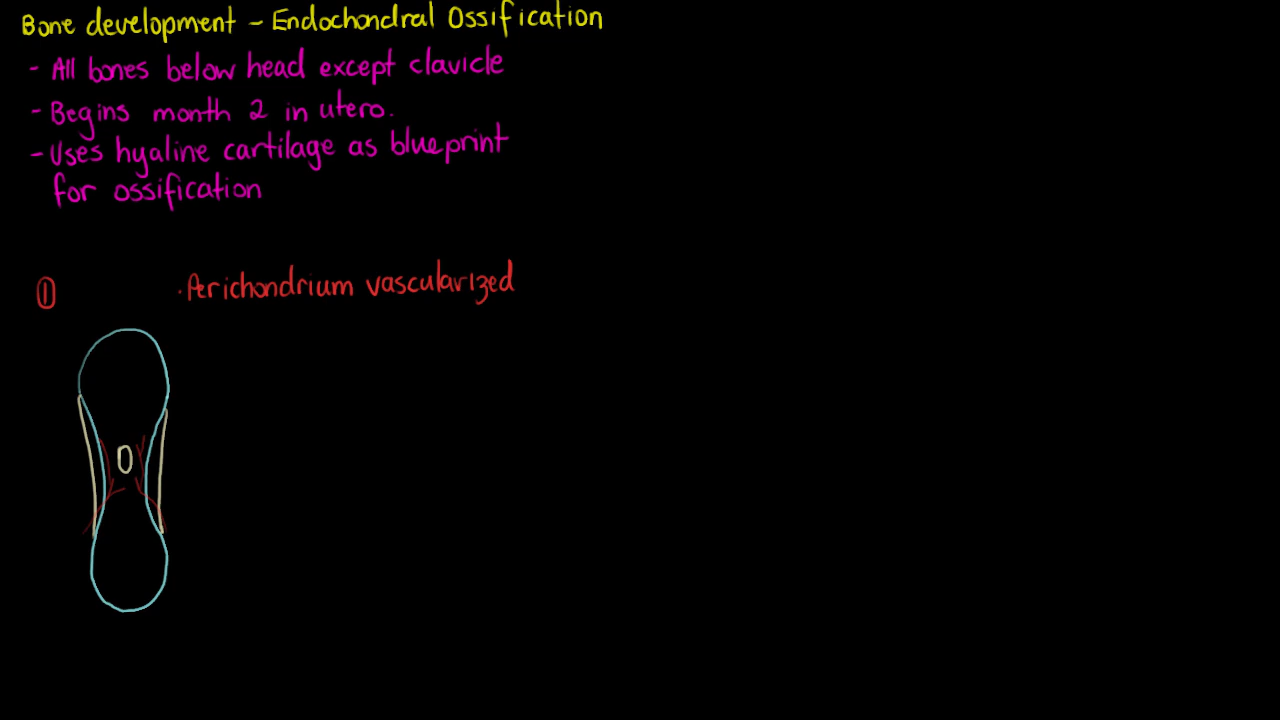 Bone development - Endochondral Ossification
- All bones below head except clavicle
- Begins month 2 in utero.
- Uses hyaline cartilage as blueprint
for ossification
① · Perichondrium vascularized